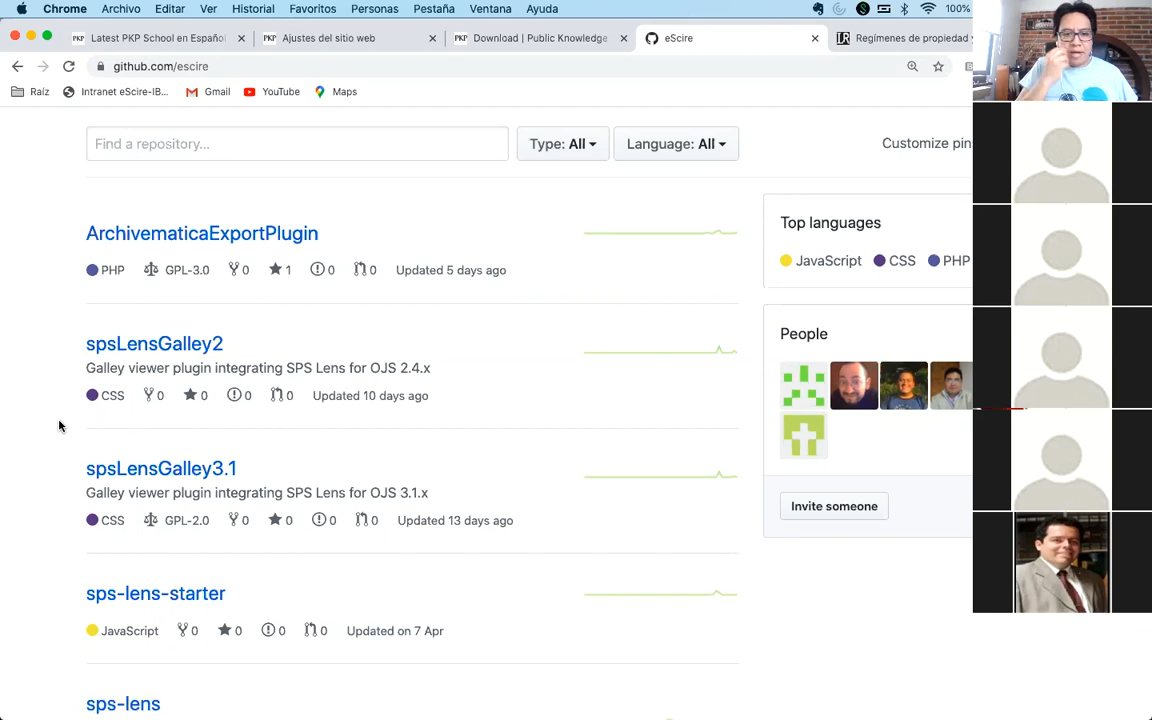 Chrome Archivo Editar Ver Historial Favoritos Personas Pestaña Ventana Ayuda 100%
Latest PKP School en Español
Ajustes del sitio web
Download | Public Knowledge
eScire
Regímenes de propiedad y
github.com/escire
Raíz
Intranet eScire-IB...
Gmail
YouTube
Maps
Find a repository...
Type: All
Language: All
Customize pin
ArchivematicaExportPlugin
PHP GPL-3.0 0 1 0 0 Updated 5 days ago
spsLensGalley2
Galley viewer plugin integrating SPS Lens for OJS 2.4.x
CSS 0 0 0 0 Updated 10 days ago
spsLensGalley3.1
Galley viewer plugin integrating SPS Lens for OJS 3.1.x
CSS GPL-2.0 0 0 0 0 Updated 13 days ago
sps-lens-starter
JavaScript 0 0 0 0 Updated on 7 Apr
sps-lens
Top languages
JavaScript CSS PHP
People
Invite someone